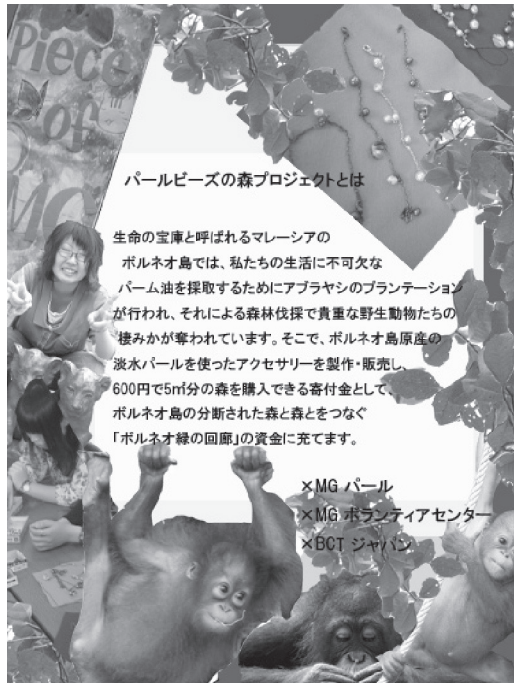 Piece
of
MG
パールビーズの森プロジェクトとは
生命の宝庫と呼ばれるマレーシアの
ボルネオ島では、私たちの生活に不可欠な
パーム油を採取するためにアブラヤシのプランテーション
が行われ、それによる森林伐採で貴重な野生動物たちの
棲みかが奪われています。そこで、ボルネオ島原産の
淡水パールを使ったアクセサリーを製作・販売し、
600円で5㎡分の森を購入できる寄付金として、
ボルネオ島の分断された森と森とをつなぐ
「ボルネオ緑の回廊」の資金に充てます。
×MG パール
×MG ボランティアセンター
×BCT ジャパン